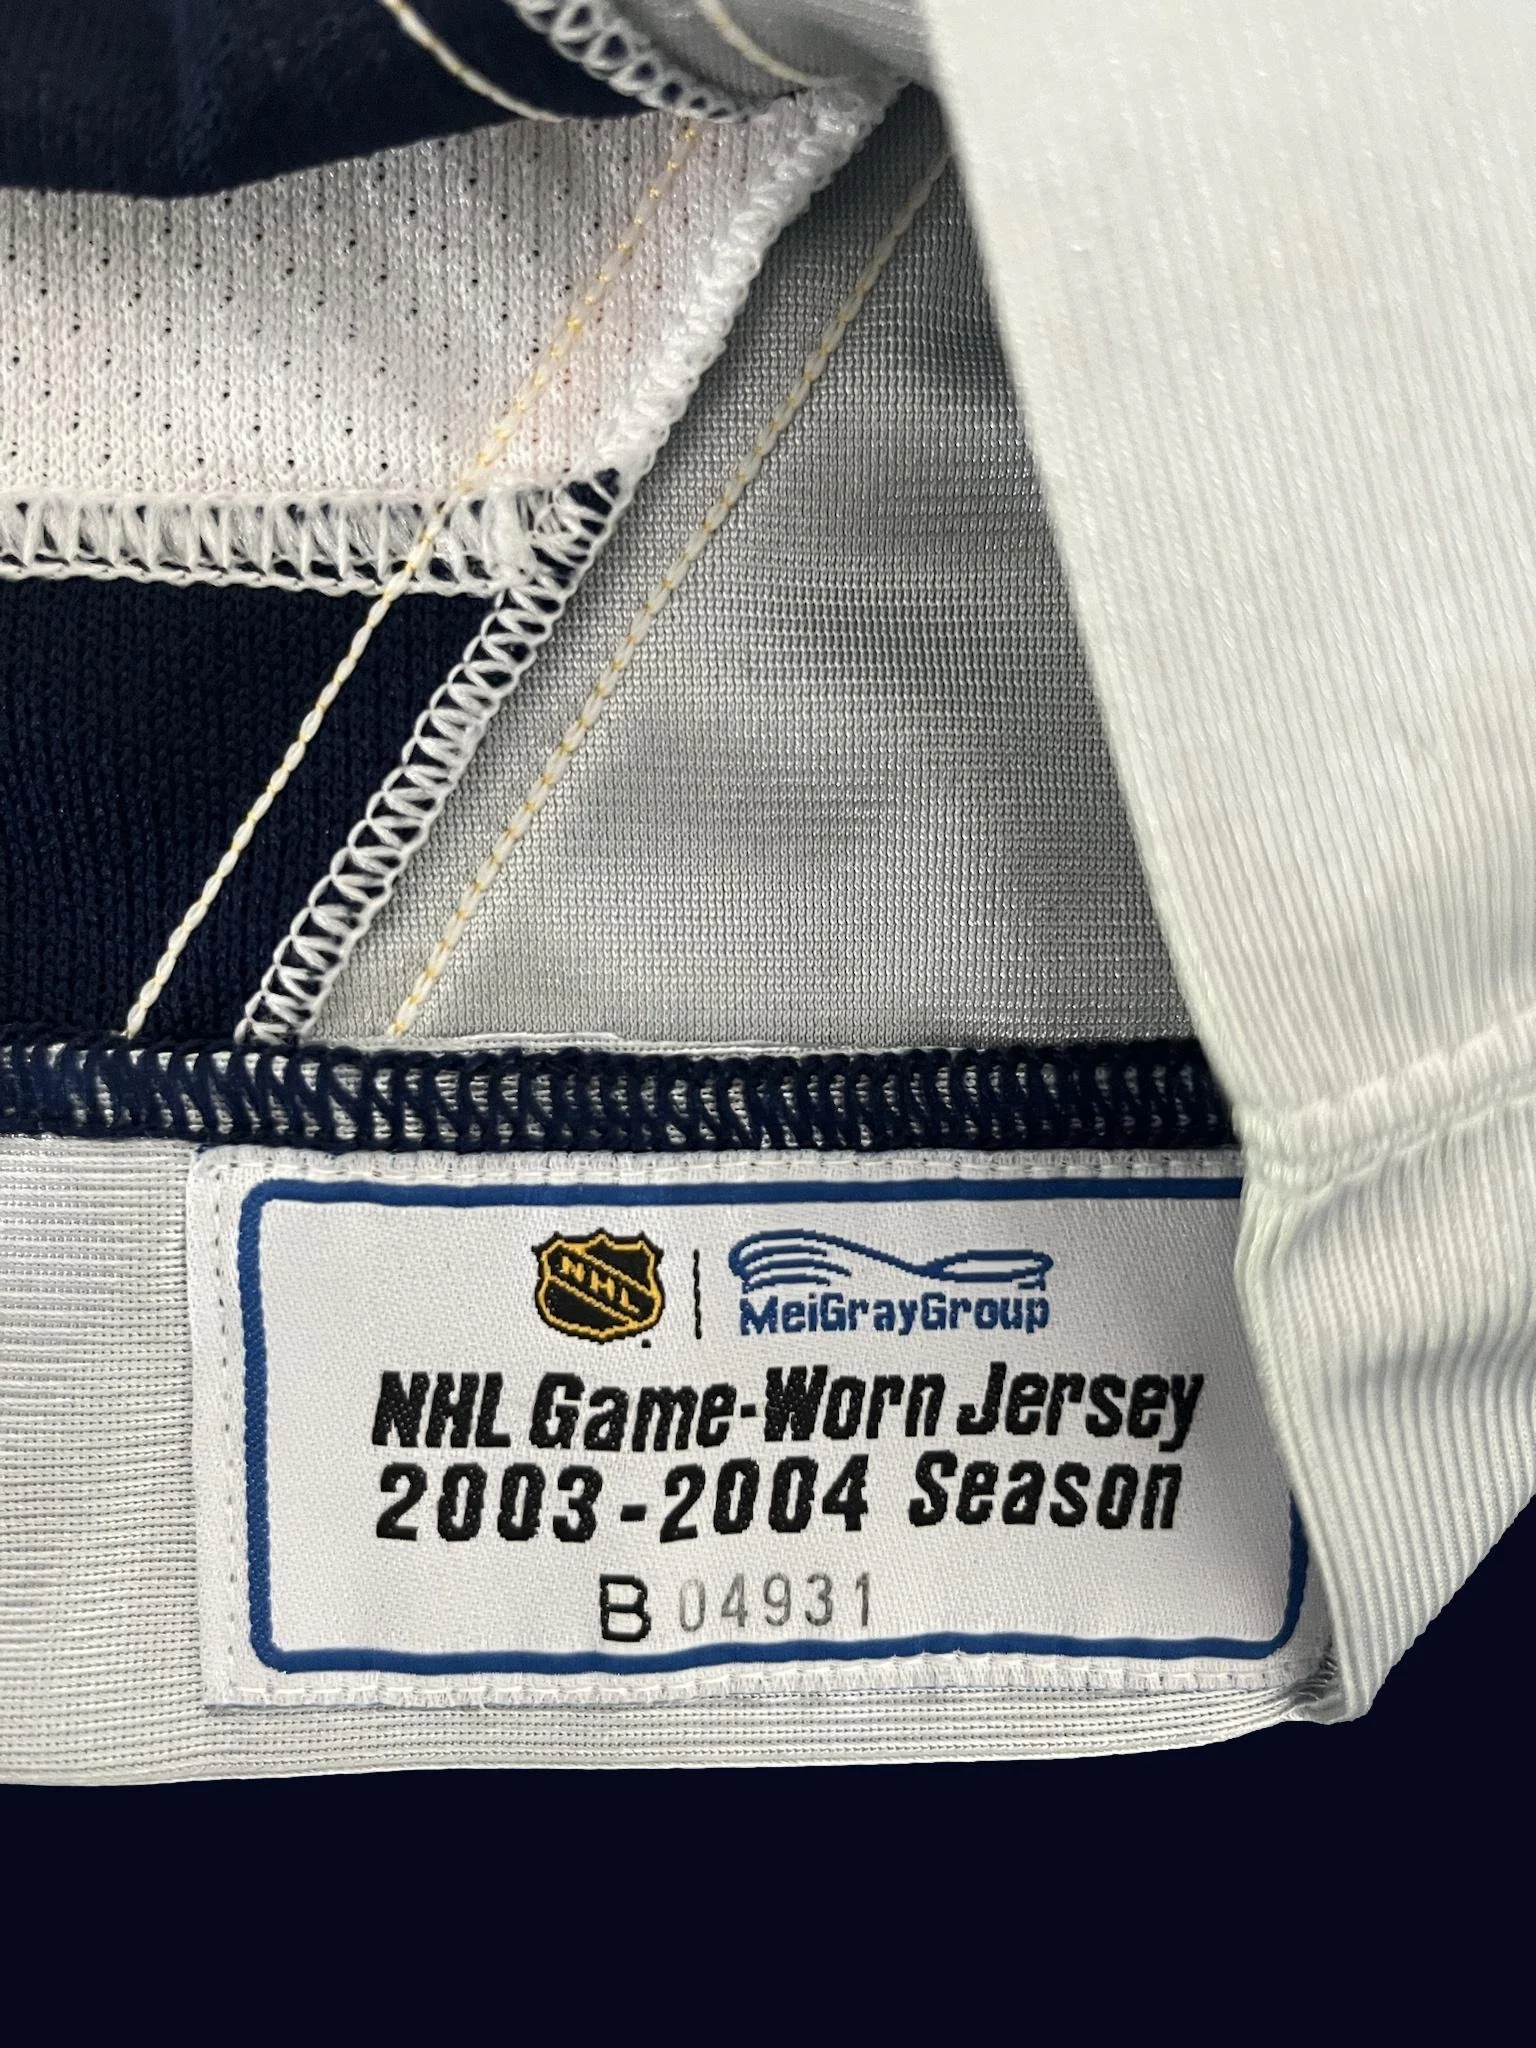 NHL
MeiGrayGroup
NHL Game-Worn Jersey
2003-2004 Season
B 04931